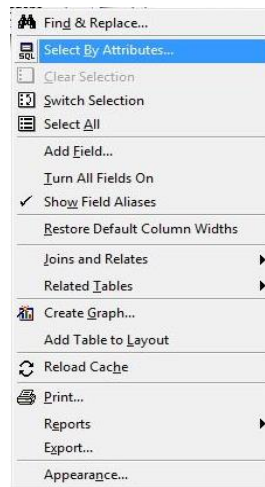 Find & Replace...
SQL Select By Attributes...
Clear Selection
Switch Selection
Select All
Add Field...
Turn All Fields On
Show Field Aliases
Restore Default Column Widths
Joins and Relates
Related Tables
Create Graph...
Add Table to Layout
Reload Cache
Print...
Reports
Export...
Appearance...